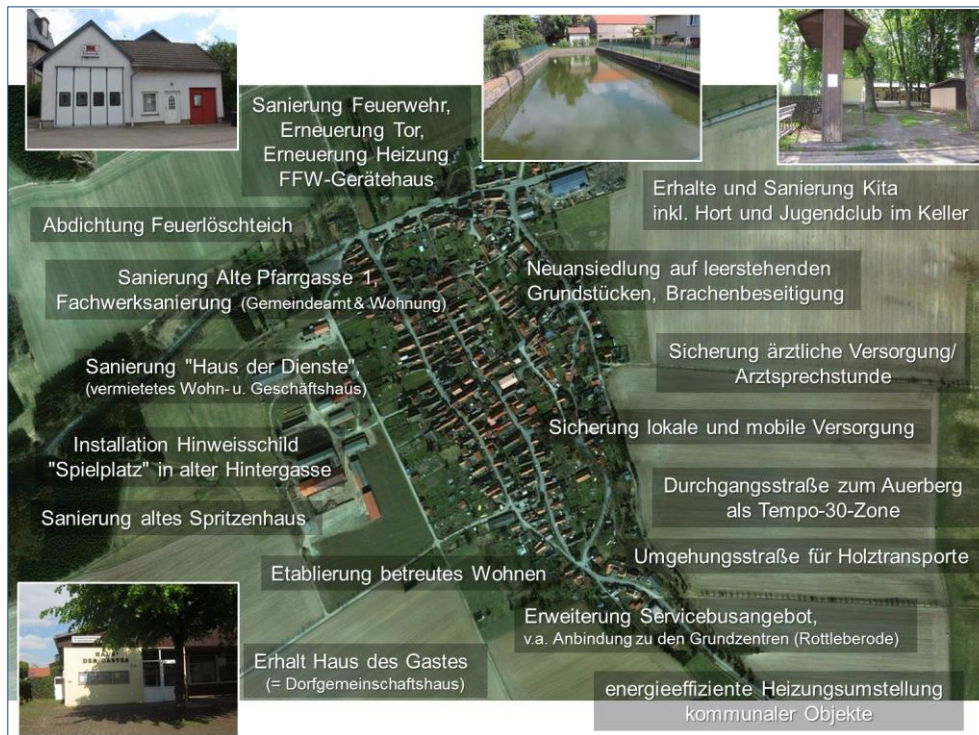 Sanierung Feuerwehr,
Erneuerung Tor,
Erneuerung Heizung
FFW-Gerätehaus
Erhalte und Sanierung Kita
inkl. Hort und Jugendclub im Keller
Abdichtung Feuerlöschteich
Sanierung Alte Pfarrgasse 1,
Fachwerksanierung (Gemeindeamt & Wohnung)
Neuansiedlung auf leerstehenden
Grundstücken, Brachenbeseitigung
Sanierung "Haus der Dienste",
(vermietetes Wohn- u. Geschäftshaus)
Sicherung ärztliche Versorgung/
Arztsprechstunde
Installation Hinweisschild
"Spielplatz" in alter Hintergasse
Sicherung lokale und mobile Versorgung
Sanierung altes Spritzenhaus
Durchgangsstraße zum Auerberg
als Tempo-30-Zone
Etablierung betreutes Wohnen
Umgehungsstraße für Holztransporte
Erweiterung Servicebusangebot,
v.a. Anbindung zu den Grundzentren (Rottleberode)
HAUS
DES GASTES
Erhalt Haus des Gastes
(= Dorfgemeinschaftshaus)
energieeffiziente Heizungsumstellung
kommunaler Objekte